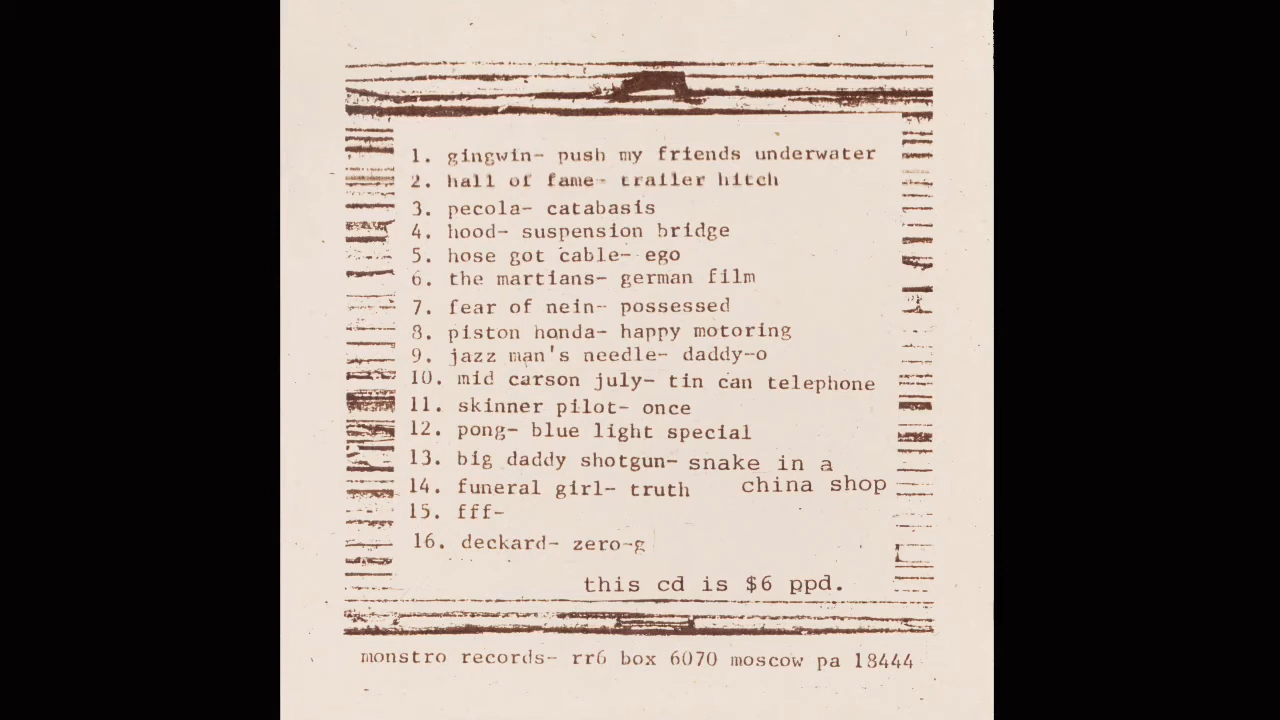 1. gingwin- push my friends underwater
2. hall of fame- trailer hitch
3. pecola- catabasis
4. hood- suspension bridge
5. hose got cable- ego
6. the martians- german film
7. fear of nein- possessed
8. piston honda- happy motoring
9. jazz man's needle- daddy-o
10. mid carson july- tin can telephone
11. skinner pilot- once
12. pong- blue light special
13. big daddy shotgun- snake in a
china shop
14. funeral girl- truth
15. fff-
16. deckard- zero-g
this cd is $6 ppd.
monstro records- rr6 box 6070 moscow pa 18444